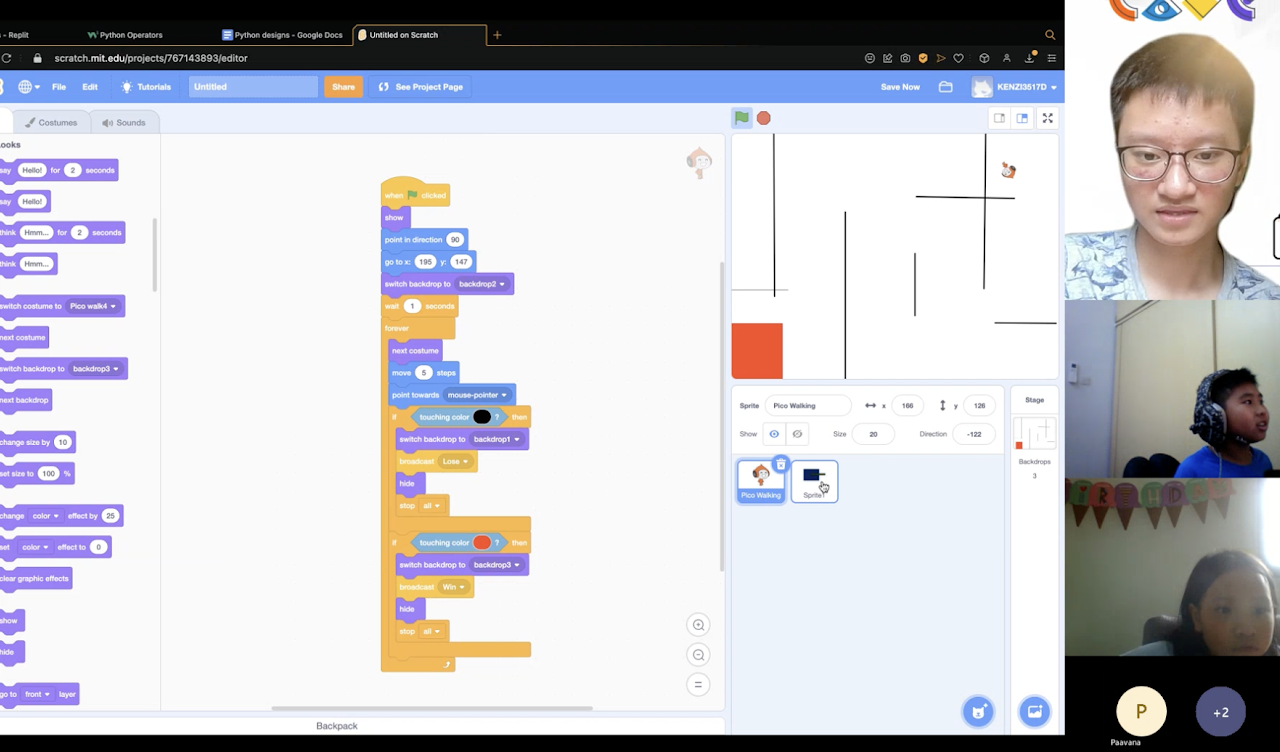 - Replit
Python Operators
Python designs - Google Docs
Untitled on Scratch
scratch.mit.edu/projects/767143893/editor
File
Edit
Tutorials
Untitled
Share
See Project Page
Save Now
KENZI3517D
Costumes
Sounds
ooks
say Hello! for 2 seconds
say Hello!
think Hmm... for 2 seconds
think Hmm...
switch costume to Pico walk4
next costume
switch backdrop to backdrop3
next backdrop
change size by 10
set size to 100 %
change color effect by 25
set color effect to 0
clear graphic effects
show
hide
go to front layer
when clicked
show
point in direction 90
go to x: 195 y: 147
switch backdrop to backdrop2
wait 1 seconds
forever
next costume
move 5 steps
point towards mouse-pointer
if touching color ? then
switch backdrop to backdrop1
broadcast Lose
hide
stop all
if touching color ? then
switch backdrop to backdrop3
broadcast Win
hide
stop all
Backpack
Sprite Pico Walking x 166 y 126
Show Size 20 Direction -122
Pico Walking
Sprite1
Stage
Backdrops
3
P
Paavana
+2